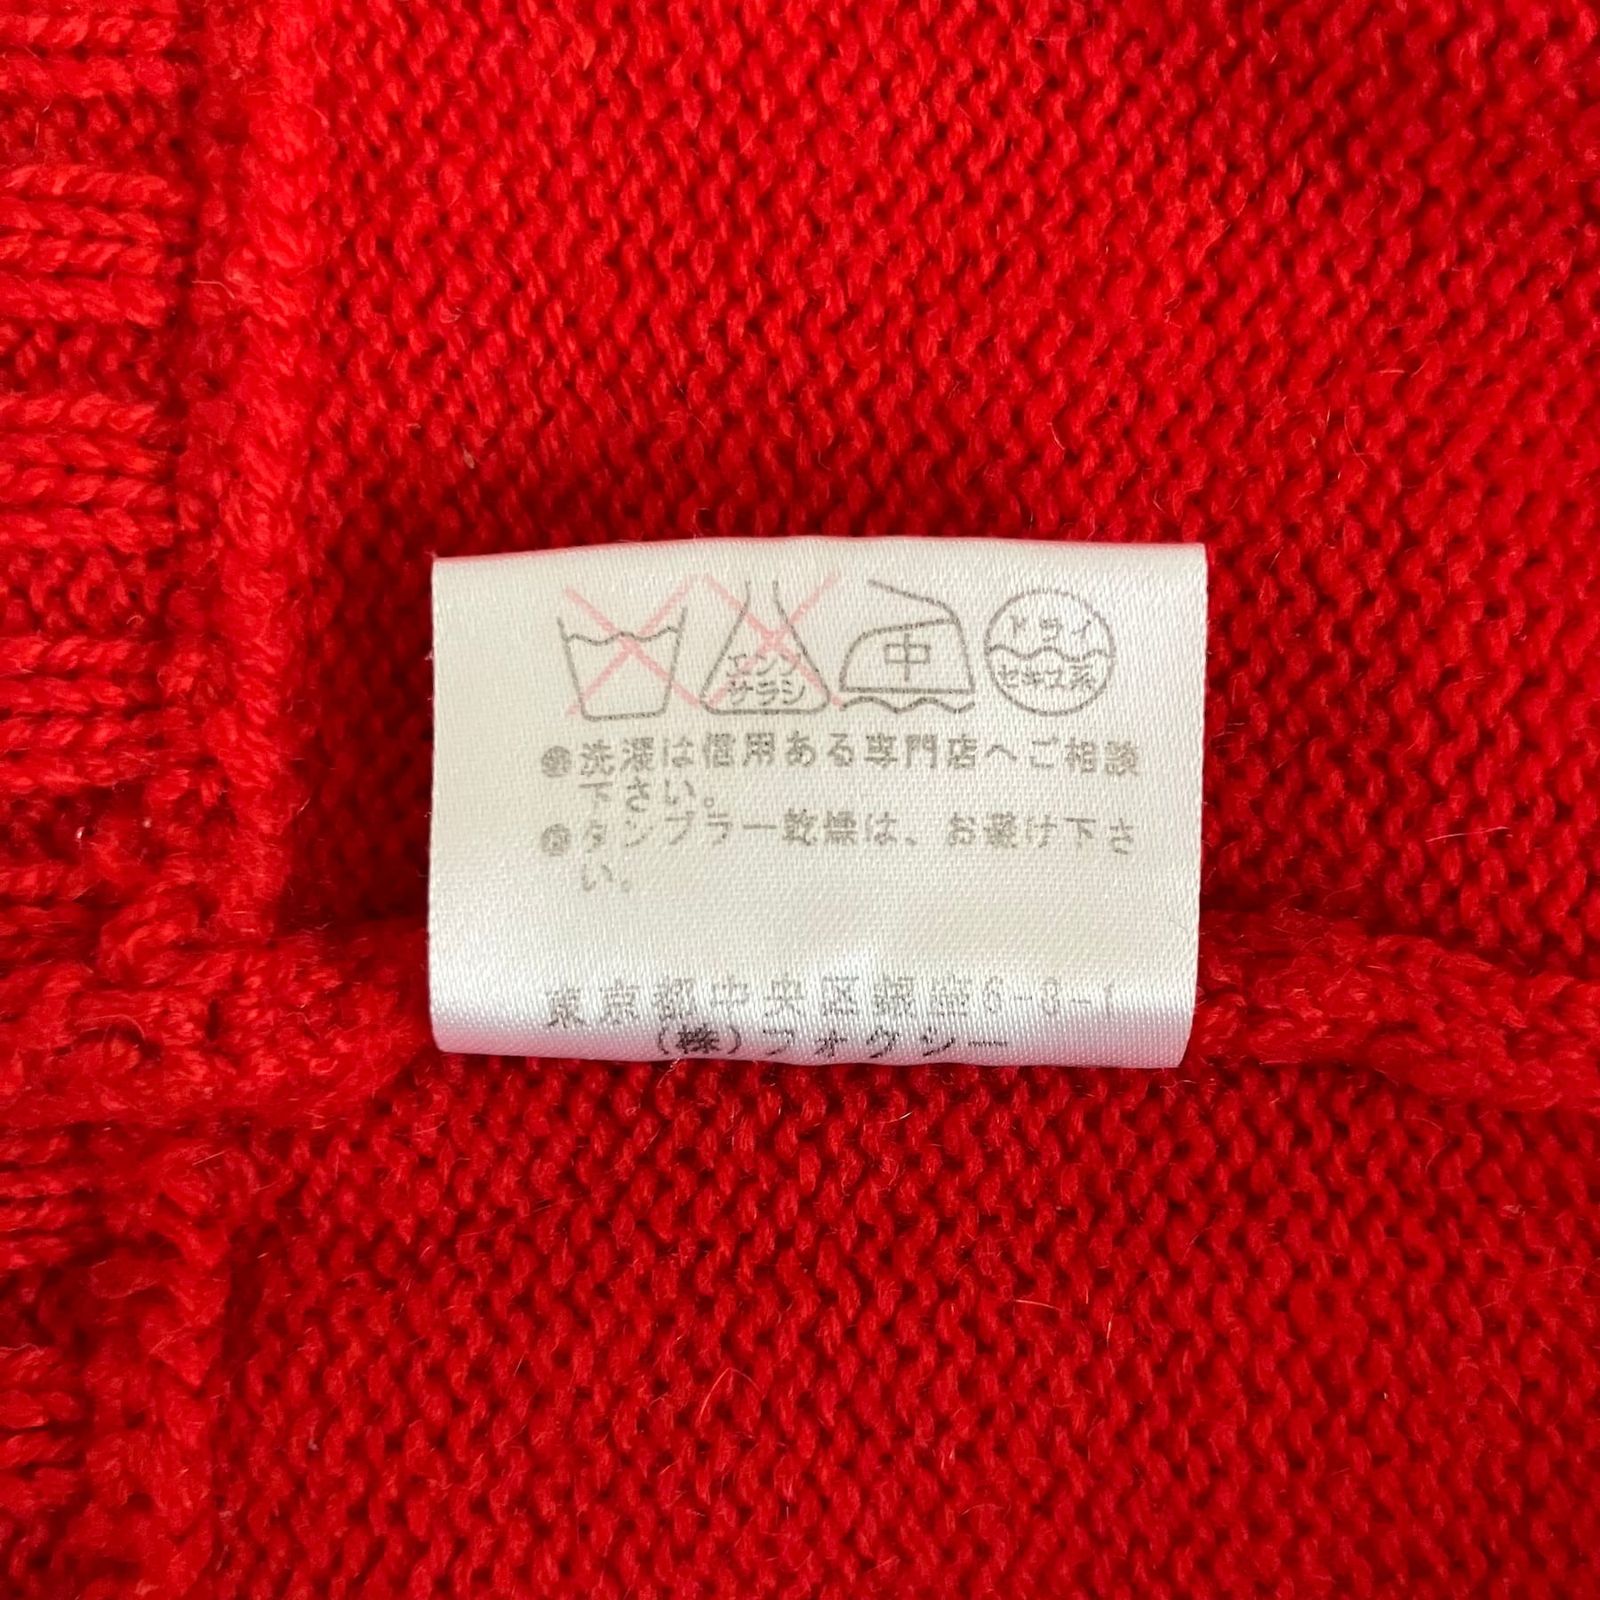 エンソ
サラシ
中
ドライ
セキユ系
洗濯は信用ある専門店へご相談
下さい。
タンブラー乾燥は、お避け下さ
い。
東京都中央区銀座6-8-1
(株)フォクシー